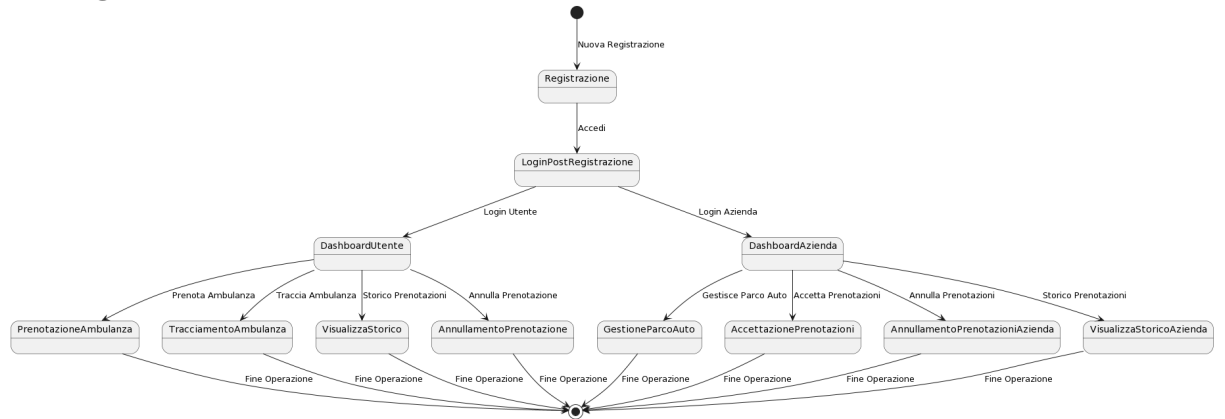 Nuova Registrazione
Registrazione
Accedi
LoginPostRegistrazione
Login Utente
Login Azienda
DashboardUtente
DashboardAzienda
Prenota Ambulanza
Traccia Ambulanza
Storico Prenotazioni
Annulla Prenotazione
Gestisce Parco Auto
Accetta Prenotazioni
Annulla Prenotazioni
Storico Prenotazioni
PrenotazioneAmbulanza
TracciamentoAmbulanza
VisualizzaStorico
AnnullamentoPrenotazione
GestioneParcoAuto
AccettazionePrenotazioni
AnnullamentoPrenotazioniAzienda
VisualizzaStoricoAzienda
Fine Operazione
Fine Operazione
Fine Operazione
Fine Operazione
Fine Operazione
Fine Operazione
Fine Operazione
Fine Operazione